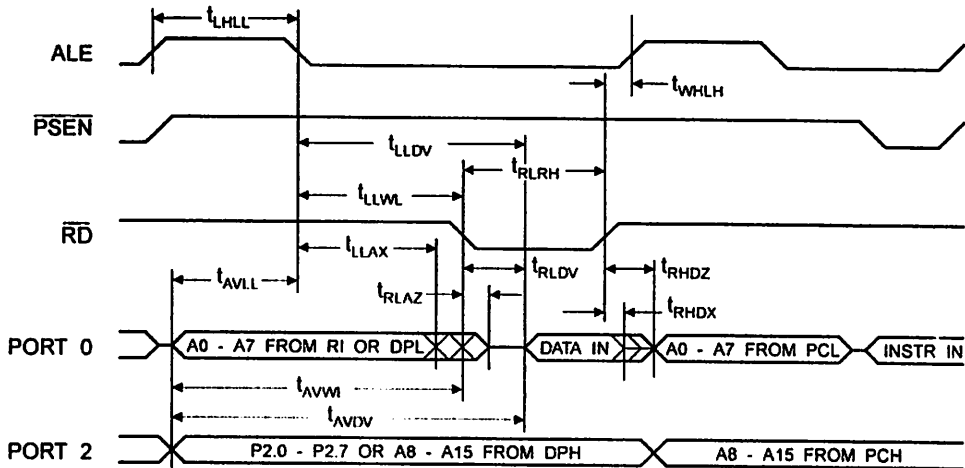 tLHLL
ALE
tWHLH
PSEN
tLLDV
tRLRH
tLLWL
RD
tLLAX
tRLDV
tRHDZ
tAVLL
tRLAZ
tRHDX
PORT 0 A0 - A7 FROM RI OR DPL DATA IN A0 - A7 FROM PCL INSTR IN
tAVWL
tAVDV
PORT 2 P2.0 - P2.7 OR A8 - A15 FROM DPH A8 - A15 FROM PCH